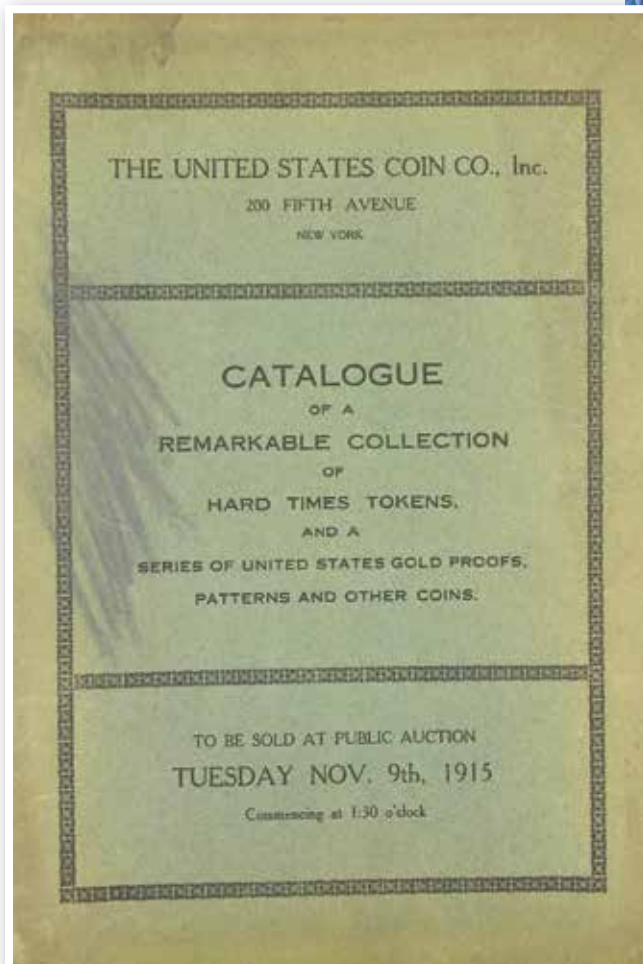 THE UNITED STATES COIN CO., Inc.
200 FIFTH AVENUE
NEW YORK
CATALOGUE
OF A
REMARKABLE COLLECTION
OF
HARD TIMES TOKENS,
AND A
SERIES OF UNITED STATES GOLD PROOFS,
PATTERNS AND OTHER COINS.
TO BE SOLD AT PUBLIC AUCTION
TUESDAY NOV. 9th, 1915
Commencing at 1:30 o'clock